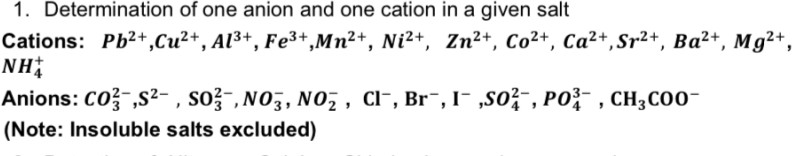 1. Determination of one anion and one cation in a given salt
Cations: Pb²⁺,Cu²⁺, Al³⁺, Fe³⁺,Mn²⁺, Ni²⁺, Zn²⁺, Co²⁺, Ca²⁺,Sr²⁺, Ba²⁺, Mg²⁺,
NH₄⁺
Anions: CO₃²⁻,S²⁻ , SO₃²⁻,NO₃⁻, NO₂⁻ , Cl⁻, Br⁻, I⁻ ,SO₄²⁻, PO₄³⁻ , CH₃COO⁻
(Note: Insoluble salts excluded)